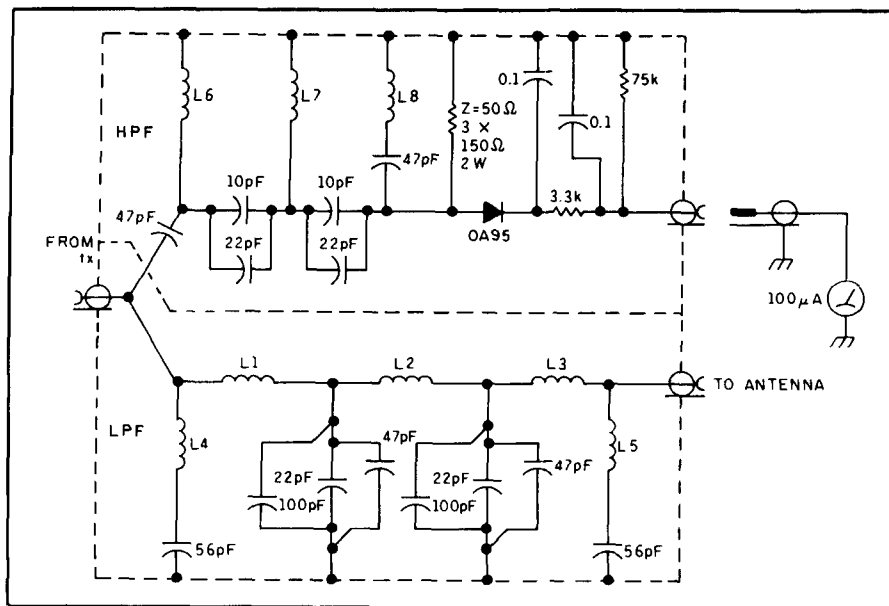 L6
L7
L8
0.1
75k
Z=50Ω
3 ×
150Ω
2 W
0.1
HPF
47pF
10pF
10pF
47pF
3.3k
22pF
22pF
OA95
FROM
tx
100μA
L1
L2
L3
TO ANTENNA
LPF
L4
47pF
47pF
L5
22pF
22pF
100pF
100pF
56pF
56pF